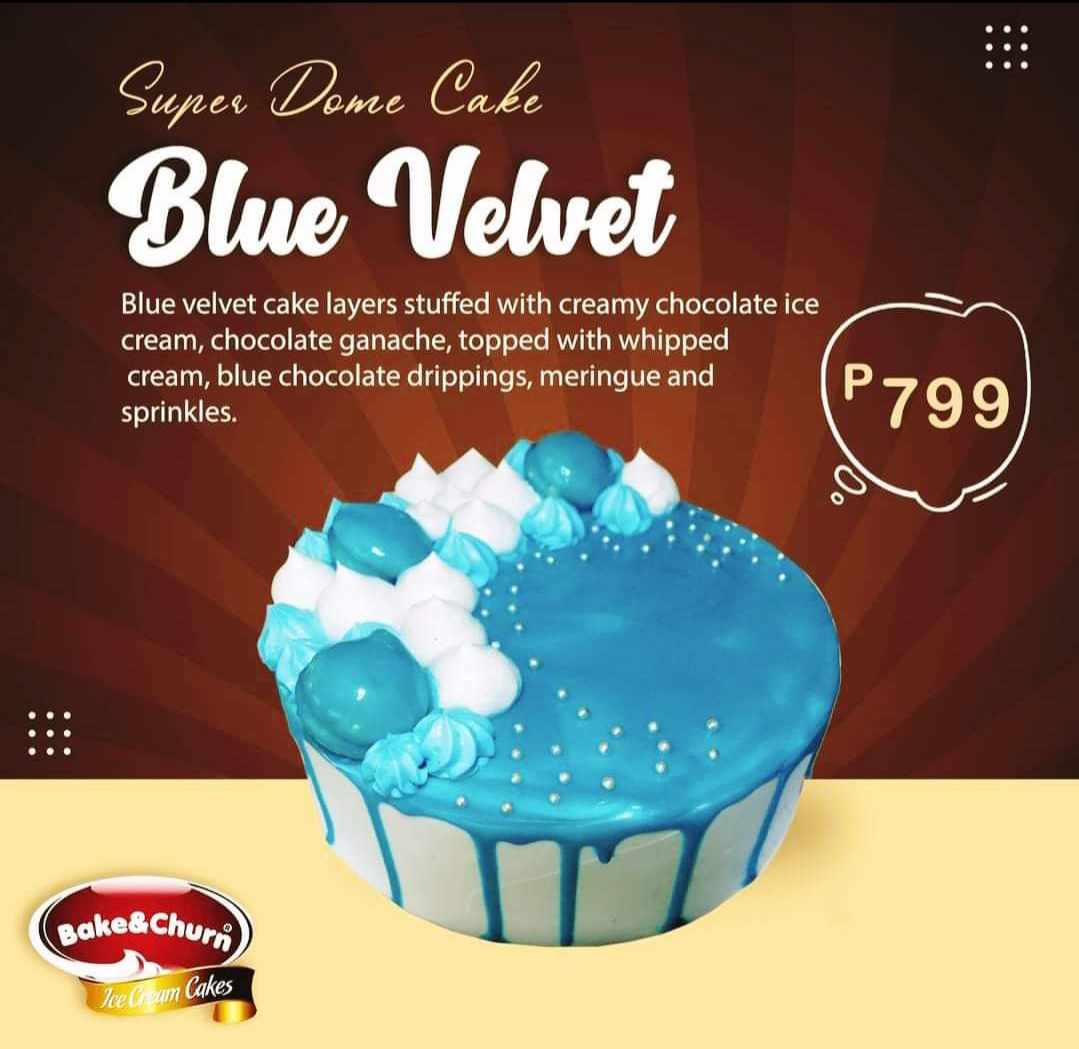 Super Dome Cake
Blue Velvet
Blue velvet cake layers stuffed with creamy chocolate ice
cream, chocolate ganache, topped with whipped
cream, blue chocolate drippings, meringue and
sprinkles.
P799
Bake&Churn®
Ice Cream Cakes